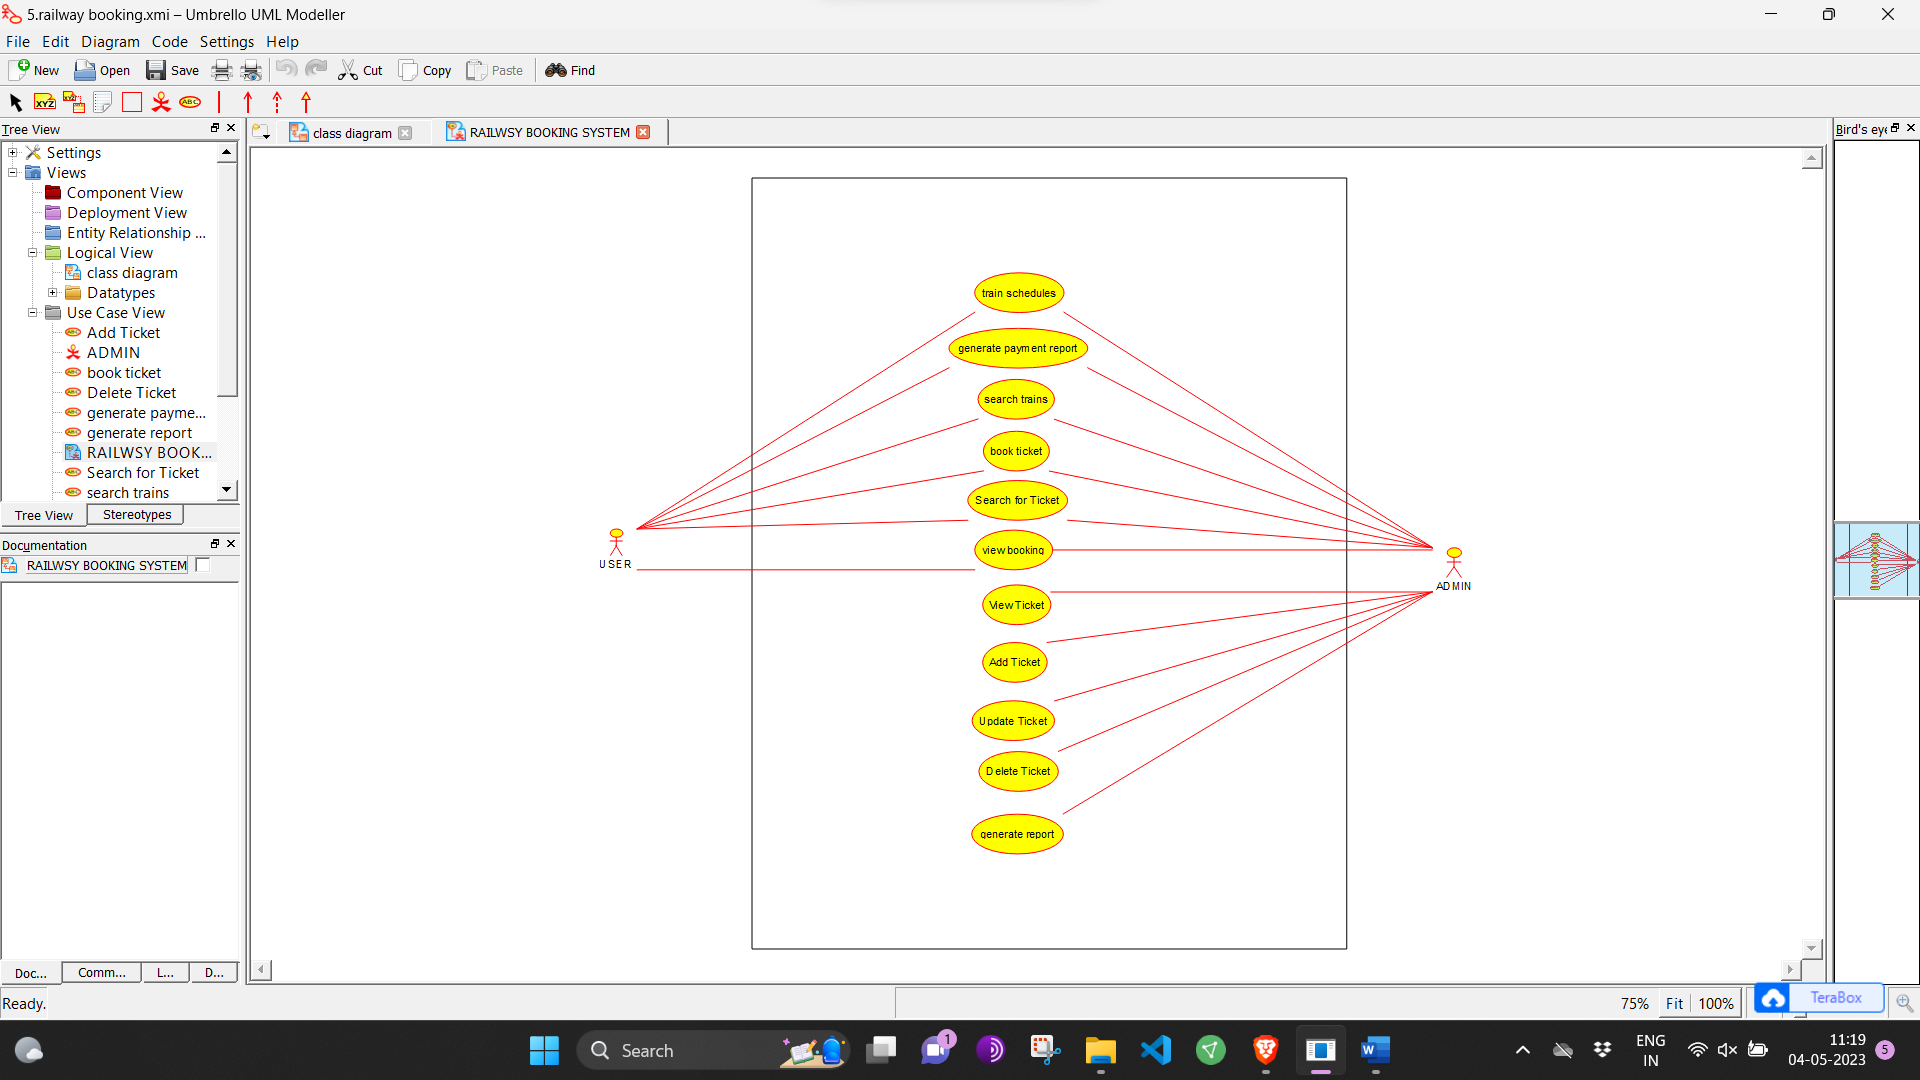 5.railway booking.xmi – Umbrello UML Modeller
File Edit Diagram Code Settings Help
New Open Save Cut Copy Paste Find
XYZ XYZ ABC
Tree View
class diagram
RAILWSY BOOKING SYSTEM
Bird's eye
Settings
Views
Component View
Deployment View
Entity Relationship ...
Logical View
class diagram
Datatypes
Use Case View
Add Ticket
ADMIN
book ticket
Delete Ticket
generate payme...
generate report
RAILWSY BOOK...
Search for Ticket
search trains
Tree View Stereotypes
Documentation
RAILWSY BOOKING SYSTEM
Doc... Comm... L... D...
train schedules
generate payment report
search trains
book ticket
Search for Ticket
view booking
View Ticket
Add Ticket
Update Ticket
Delete Ticket
generate report
USER
ADMIN
Ready.
75% Fit 100%
TeraBox
Search
1
W
ENG
IN
11:19
04-05-2023
5